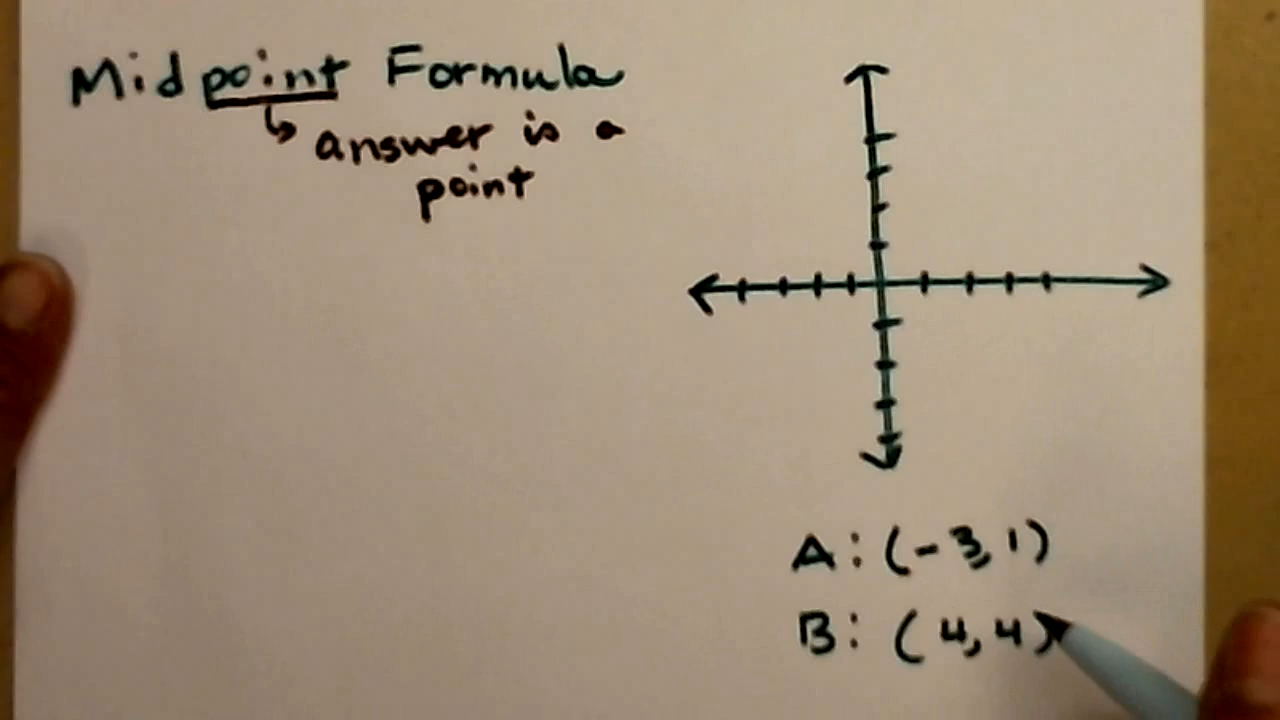 Midpoint Formula
↳ answer is a
point
A: (-3,1)
B: (4,4)